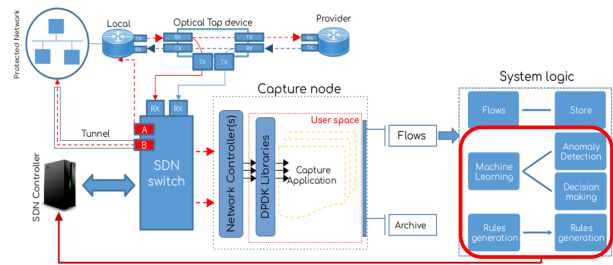 Optical Tap device
Local
Provider
Protected Network
TX
RX
RX
TX
TX
RX
RX
TX
TX
TX
Tunnel
RX
RX
A
B
SDN
switch
SDN Controller
Capture node
User space
Network Controller(s)
DPDK Libraries
Capture
Application
Flows
Archive
System logic
Flows
Store
Machine
Learning
Anomaly
Detection
Decision
making
Rules
generation
Rules
generation